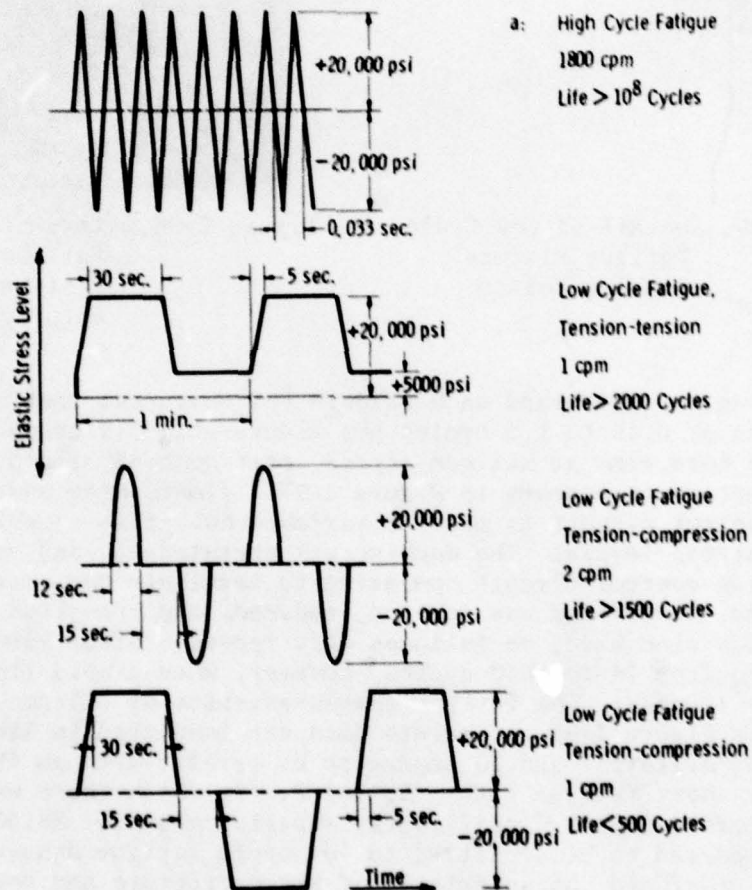 a: High Cycle Fatigue
1800 cpm
Life > 10⁸ Cycles
+20,000 psi
−20,000 psi
0.033 sec.
Elastic Stress Level
30 sec.
5 sec.
+20,000 psi
+5000 psi
1 min.
Low Cycle Fatigue,
Tension-tension
1 cpm
Life > 2000 Cycles
+20,000 psi
−20,000 psi
12 sec.
15 sec.
Low Cycle Fatigue
Tension-compression
2 cpm
Life > 1500 Cycles
30 sec.
15 sec.
5 sec.
+20,000 psi
−20,000 psi
Time
Low Cycle Fatigue
Tension-compression
1 cpm
Life < 500 Cycles